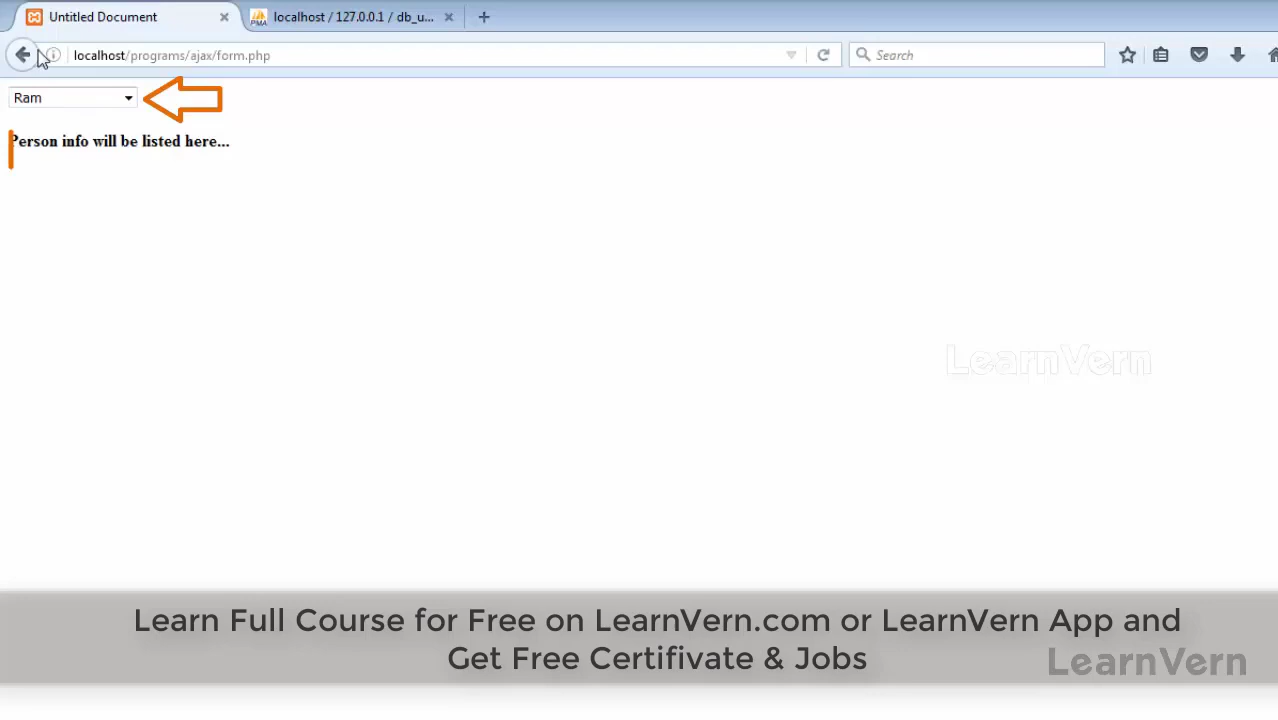 Untitled Document
localhost / 127.0.0.1 / db_u...
localhost/programs/ajax/form.php
Search
Ram
Person info will be listed here...
LearnVern
Learn Full Course for Free on LearnVern.com or LearnVern App and
Get Free Certifivate & Jobs
LearnVern